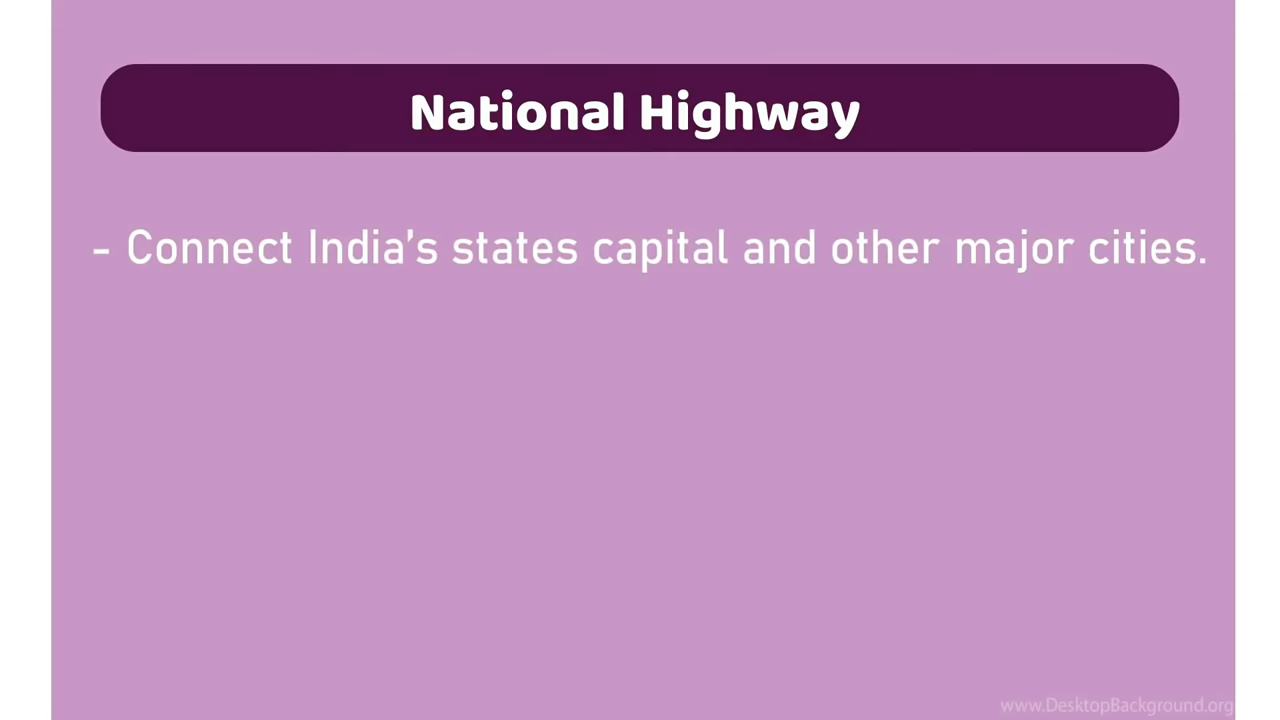 National Highway
- Connect India’s states capital and other major cities.
www.DesktopBackground.org